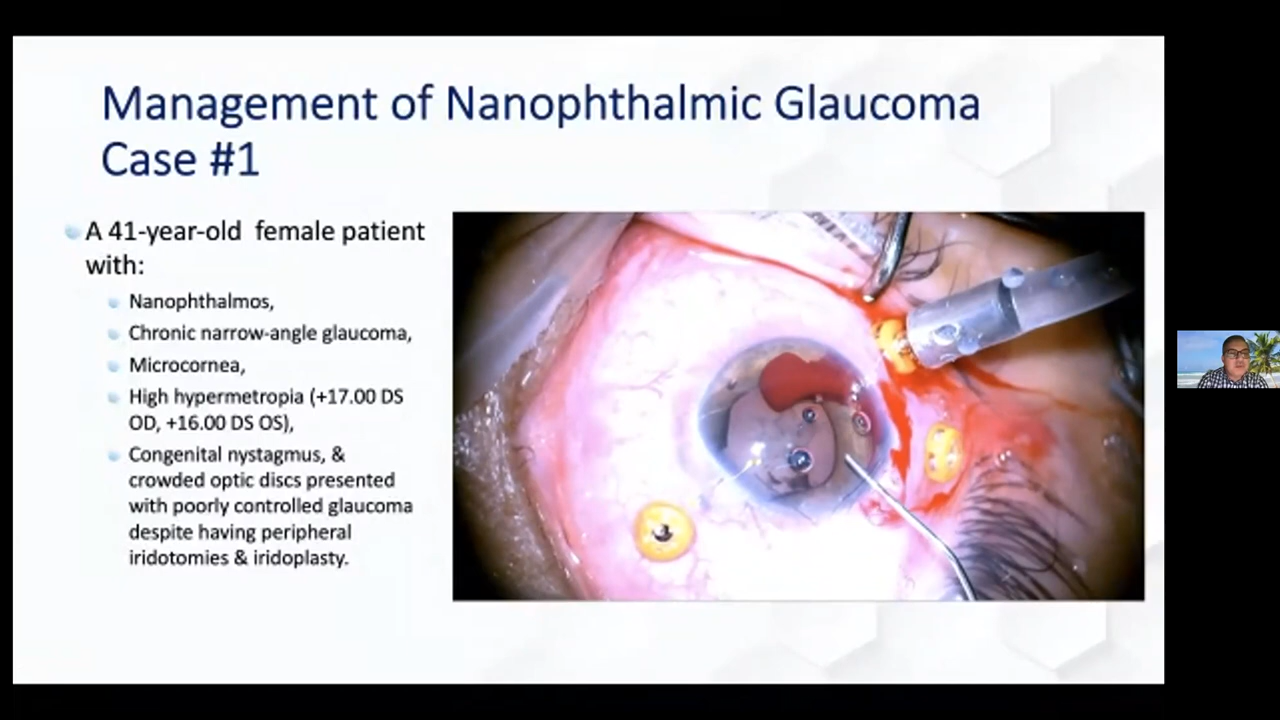 Management of Nanophthalmic Glaucoma
Case #1
A 41-year-old female patient
with:
Nanophthalmos,
Chronic narrow-angle glaucoma,
Microcornea,
High hypermetropia (+17.00 DS
OD, +16.00 DS OS),
Congenital nystagmus, &
crowded optic discs presented
with poorly controlled glaucoma
despite having peripheral
iridotomies & iridoplasty.